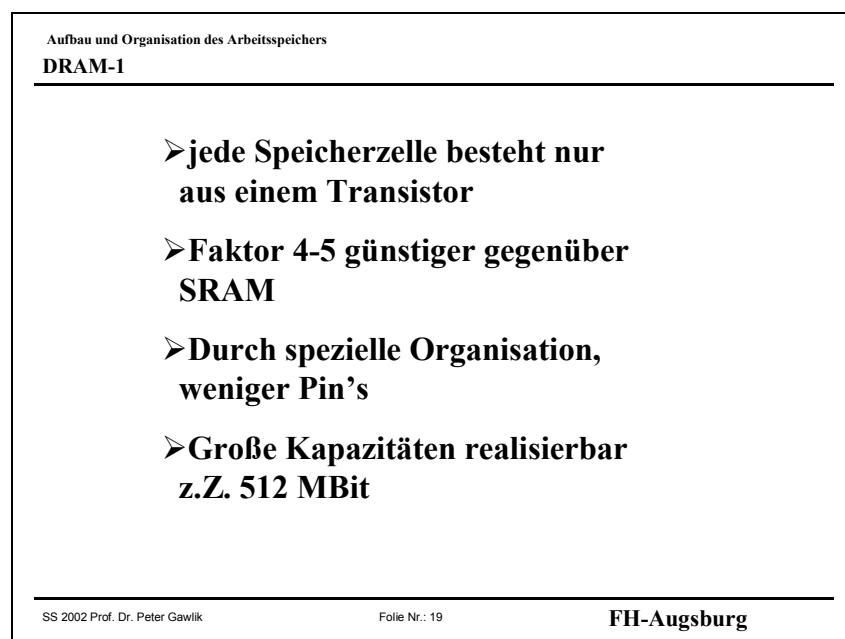 Aufbau und Organisation des Arbeitsspeichers
DRAM-1
➢jede Speicherzelle besteht nur
aus einem Transistor
➢Faktor 4-5 günstiger gegenüber
SRAM
➢Durch spezielle Organisation,
weniger Pin’s
➢Große Kapazitäten realisierbar
z.Z. 512 MBit
SS 2002 Prof. Dr. Peter Gawlik Folie Nr.: 19 FH-Augsburg